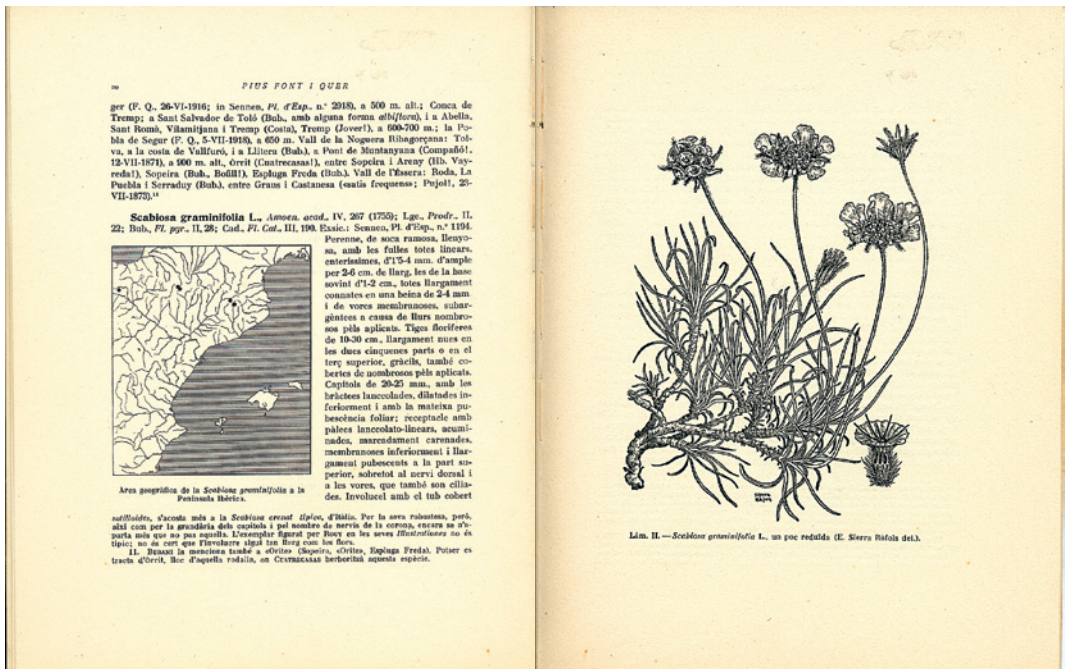 PIUS FONT I QUER
ger (F. Q., 26-VI-1916; in Sennen, Pl. d'Esp., n.º 2918), a 500 m. alt.; Conca de
Tremp; a Sant Salvador de Toló (Bub., amb alguna forma albiflora), i a Abella,
Sant Romà, Vilamitjana i Tremp (Costa), Tremp (Jover!), a 600-700 m.; la Po-
bla de Segur (F. Q., 5-VII-1918), a 650 m. Vall de la Noguera Ribagorçana: Tol-
va, a la costa de Vallfuró, i a Llitera (Bub.), a Pont de Muntanyana (Compañó!,
12-VII-1871), a 900 m. alt., Orrit (Cuatrecasas!), entre Sopeira i Areny (Hb. Vay-
reda!), Sopeira (Bub., Bofill!), Espluga Freda (Bub.). Vall de l'Éssera: Roda, La
Puebla i Serraduy (Bub.), entre Graus i Castanesa («satis frequens»; Pujol!, 23-
VII-1873).¹¹
Scabiosa graminifolia L., Amoen. acad., IV, 267 (1755); Lge., Prodr., II,
22; Bub., Fl. pyr., II, 28; Cad., Fl. Cat., III, 190. Exsic.: Sennen, Pl. d'Esp., n.º 1194.
Perenne, de soca ramosa, llenyo-
sa, amb les fulles totes linears,
enteríssimes, d'1'5-4 mm. d'ample
per 2-6 cm. de llarg, les de la base
sovint d'1-2 cm., totes llargament
connates en una beina de 2-4 mm.
i de vores membranoses, subar-
gèntees a causa de llurs nombro-
sos pèls aplicats. Tiges floríferes
de 10-30 cm., llargament nues en
les dues cinquenes parts o en el
terç superior, gràcils, també co-
bertes de nombrosos pèls aplicats.
Capítols de 20-25 mm., amb les
bràctees lanceolades, dilatades in-
feriorment i amb la mateixa pu-
bescència foliar; receptacle amb
pàlees lanceolato-linears, acumi-
nades, marcadament carenades,
membranoses inferiorment i llar-
gament pubescents a la part su-
perior, sobretot al nervi dorsal i
a les vores, que també son cilia-
des. Involucel amb el tub cobert
Area geogràfica de la Scabiosa graminifolia a la
Península Ibèrica.
s'acosta més a la Scabiosa crenat típica, d'Itàlia. Per la seva robustesa, però,
així com per la grandària dels capítols i pel nombre de nervis de la corona, encara se n'a-
parta més que no pas aquella. L'exemplar figurat per Rouy en les seves Illustrationes no és
típic; no és cert que l'involucre sigui tan llarg com les flors.
11. Bubani la menciona també a «Orite» (Sopeira, «Orite», Espluga Freda). Potser es
tracta d'Orrit, lloc d'aquella rodalia, on Cuatrecasas herboritzà aquesta espècie.
SIERRA
RÀFOLS
Làm. II.—Scabiosa graminifolia L., un poc reduïda (E. Sierra Ràfols del.).